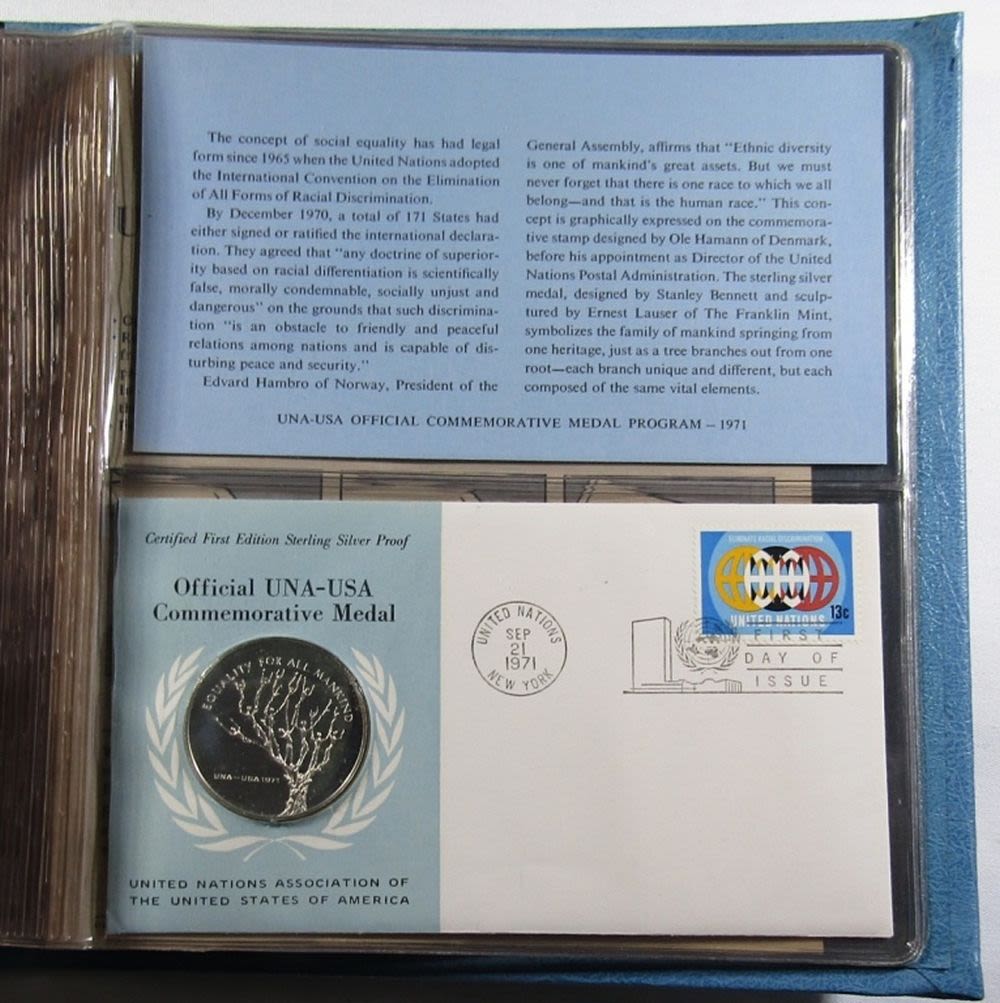 The concept of social equality has had legal
form since 1965 when the United Nations adopted
the International Convention on the Elimination
of All Forms of Racial Discrimination.
By December 1970, a total of 171 States had
either signed or ratified the international declara-
tion. They agreed that "any doctrine of superior-
ity based on racial differentiation is scientifically
false, morally condemnable, socially unjust and
dangerous" on the grounds that such discrimina-
tion "is an obstacle to friendly and peaceful
relations among nations and is capable of dis-
turbing peace and security."
Edvard Hambro of Norway, President of the
General Assembly, affirms that "Ethnic diversity
is one of mankind's great assets. But we must
never forget that there is one race to which we all
belong—and that is the human race." This con-
cept is graphically expressed on the commemora-
tive stamp designed by Ole Hamann of Denmark,
before his appointment as Director of the United
Nations Postal Administration. The sterling silver
medal, designed by Stanley Bennett and sculp-
tured by Ernest Lauser of The Franklin Mint,
symbolizes the family of mankind springing from
one heritage, just as a tree branches out from one
root—each branch unique and different, but each
composed of the same vital elements.
UNA-USA OFFICIAL COMMEMORATIVE MEDAL PROGRAM – 1971
Certified First Edition Sterling Silver Proof
Official UNA-USA
Commemorative Medal
EQUALITY FOR ALL MANKIND
UNA-USA 1971
UNITED NATIONS ASSOCIATION OF
THE UNITED STATES OF AMERICA
UNITED NATIONS
SEP
21
1971
NEW YORK
ELIMINATE RACIAL DISCRIMINATION
13c
UNITED NATIONS
FIRST
DAY OF
ISSUE